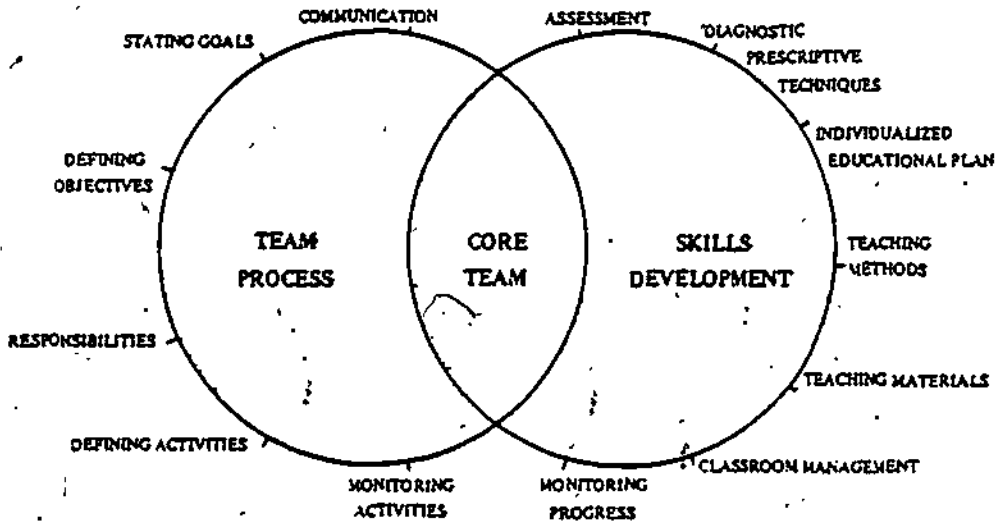 COMMUNICATION
STATING GOALS
DEFINING
OBJECTIVES
RESPONSIBILITIES
DEFINING ACTIVITIES
MONITORING
ACTIVITIES
TEAM
PROCESS
CORE
TEAM
SKILLS
DEVELOPMENT
ASSESSMENT
DIAGNOSTIC
PRESCRIPTIVE
TECHNIQUES
INDIVIDUALIZED
EDUCATIONAL PLAN
TEACHING
METHODS
TEACHING MATERIALS
CLASSROOM MANAGEMENT
MONITORING
PROGRESS